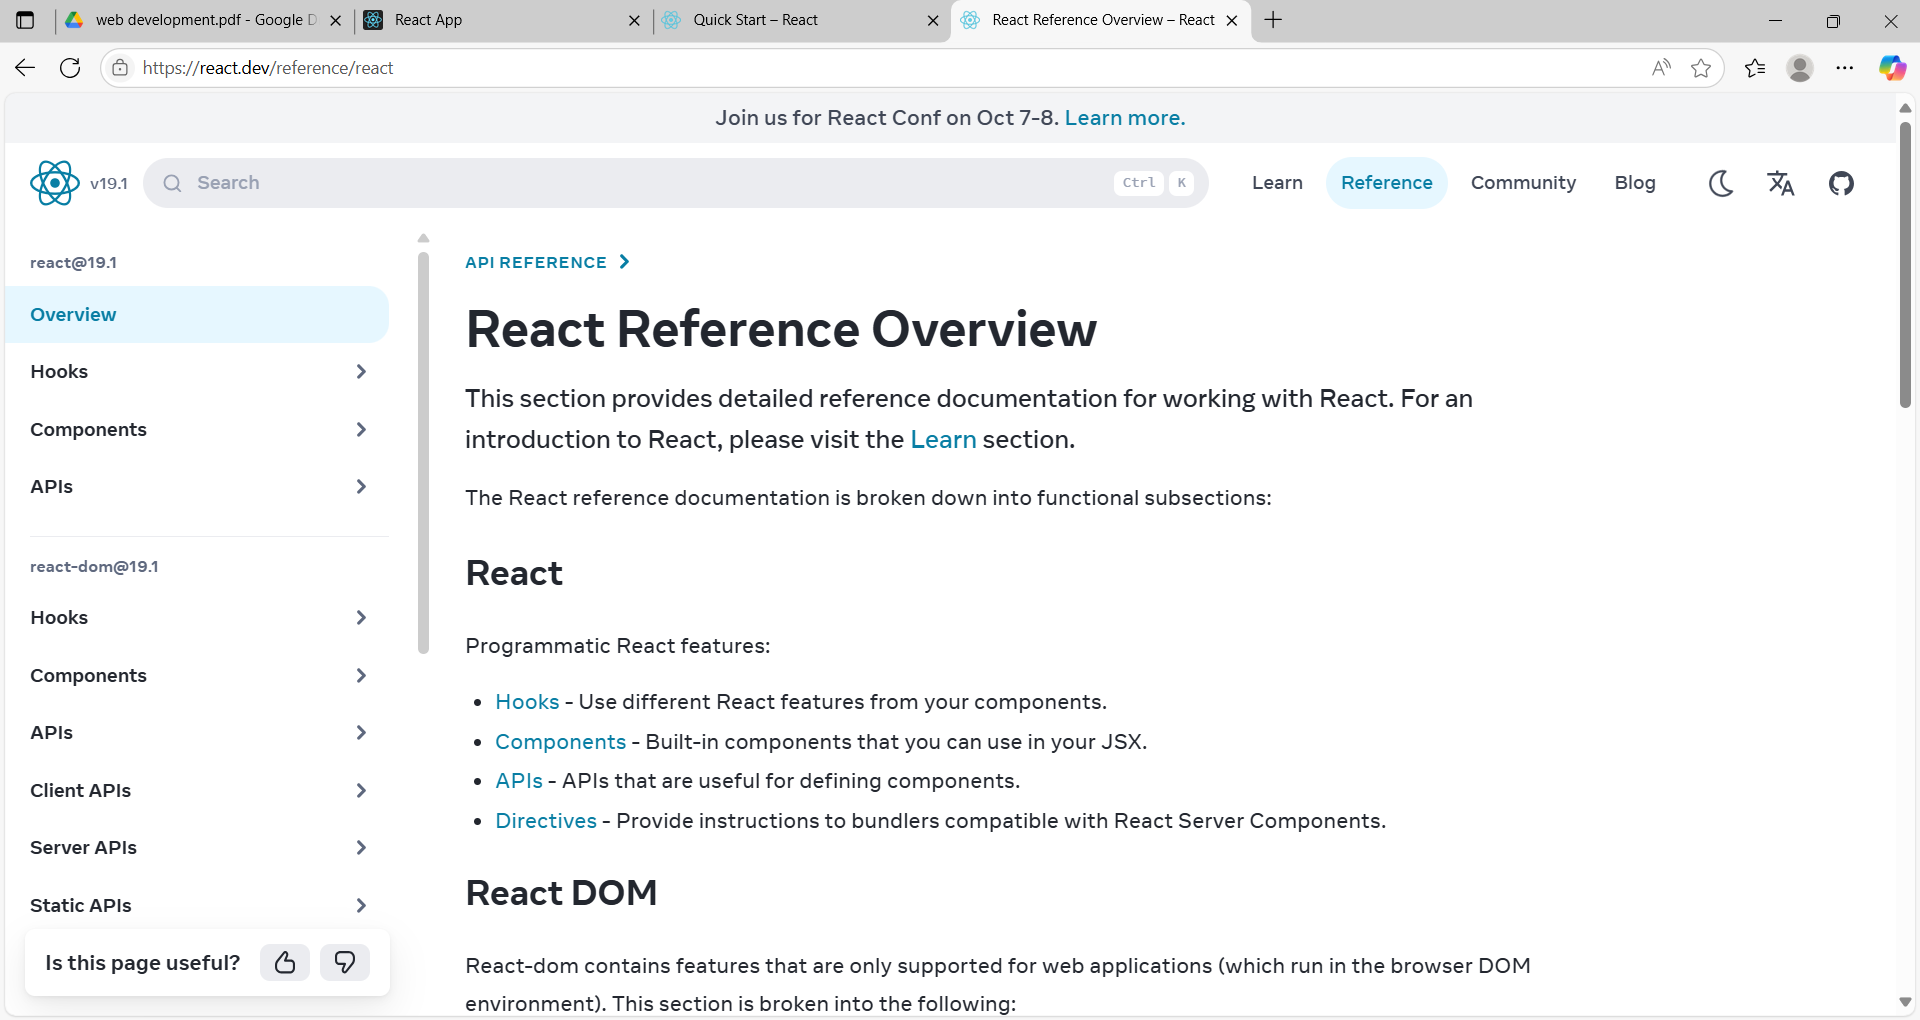 web development.pdf - Google D
React App
Quick Start – React
React Reference Overview – React
https://react.dev/reference/react
Join us for React Conf on Oct 7-8. Learn more.
v19.1
Search
Ctrl K
Learn
Reference
Community
Blog
react@19.1
Overview
Hooks
Components
APIs
react-dom@19.1
Hooks
Components
APIs
Client APIs
Server APIs
Static APIs
Is this page useful?
API REFERENCE
React Reference Overview
This section provides detailed reference documentation for working with React. For an
introduction to React, please visit the Learn section.
The React reference documentation is broken down into functional subsections:
React
Programmatic React features:
• Hooks - Use different React features from your components.
• Components - Built-in components that you can use in your JSX.
• APIs - APIs that are useful for defining components.
• Directives - Provide instructions to bundlers compatible with React Server Components.
React DOM
React-dom contains features that are only supported for web applications (which run in the browser DOM
environment). This section is broken into the following: